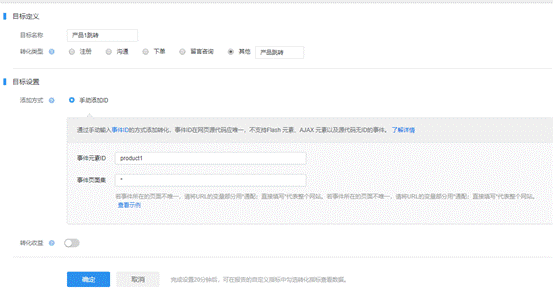 目标定义
目标名称 产品1跳转
转化类型 注册 沟通 下单 留言咨询 其他 产品跳转
目标设置
添加方式 手动添加ID
通过手动输入事件ID的方式添加转化，事件ID在网页源代码应唯一，不支持Flash 元素、AJAX 元素以及源代码无ID的事件。 了解详情
事件元素ID product1
事件页面集 *
若事件所在的页面不唯一，请将URL的变量部分用*通配；直接填写*代表整个网站。若事件所在的页面不唯一，请将URL的变量部分用*通配；直接填写*代表整个网站。
查看示例
转化收益
确定 取消 完成设置20分钟后，可在报告的自定义指标中勾选转化指标查看数据。